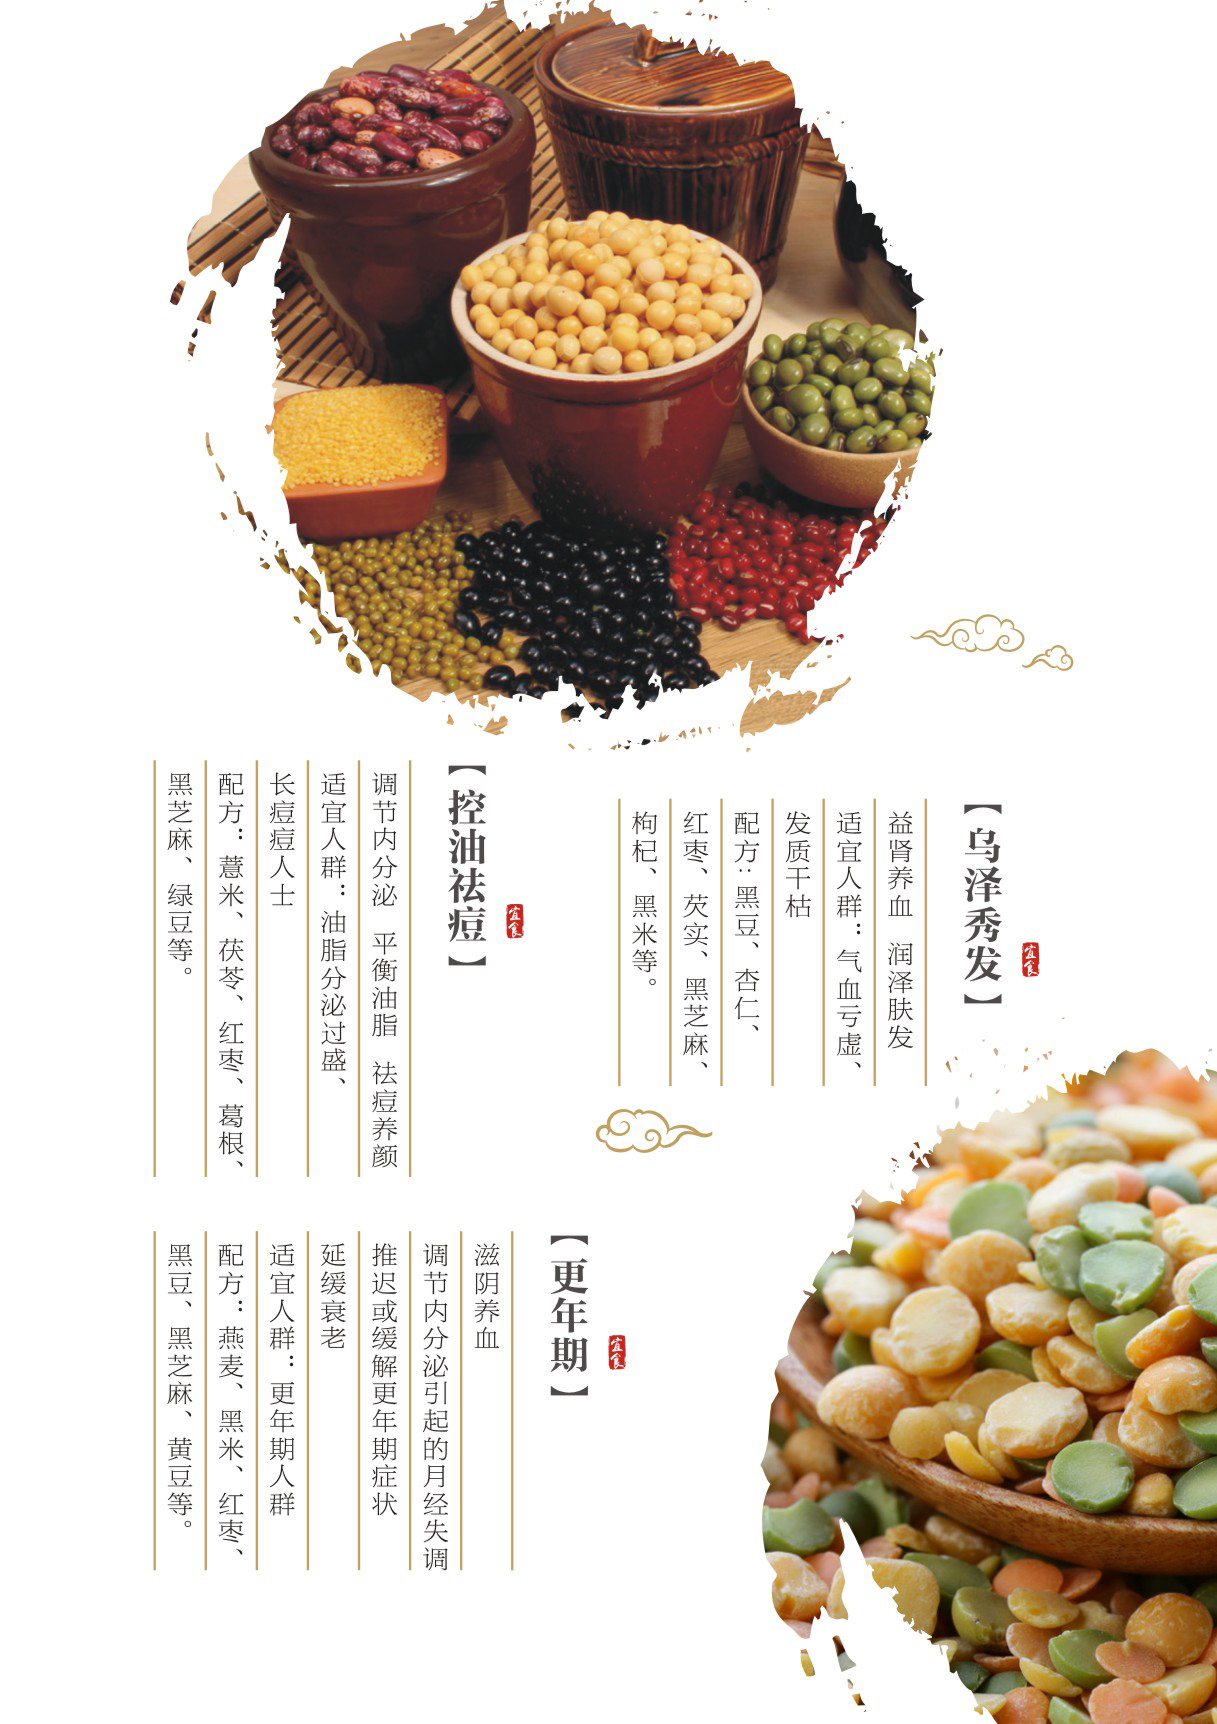 【乌泽秀发】
宜食
益肾养血 润泽肤发
适宜人群：气血亏虚、
发质干枯
配方：黑豆、杏仁、
红枣、芡实、黑芝麻、
枸杞、黑米等。
【控油祛痘】
宜食
调节内分泌 平衡油脂 祛痘养颜
适宜人群：油脂分泌过盛、
长痘痘人士
配方：薏米、茯苓、红枣、葛根、
黑芝麻、绿豆等。
【更年期】
宜食
滋阴养血
调节内分泌引起的月经失调
推迟或缓解更年期症状
延缓衰老
适宜人群：更年期人群
配方：燕麦、黑米、红枣、
黑豆、黑芝麻、黄豆等。